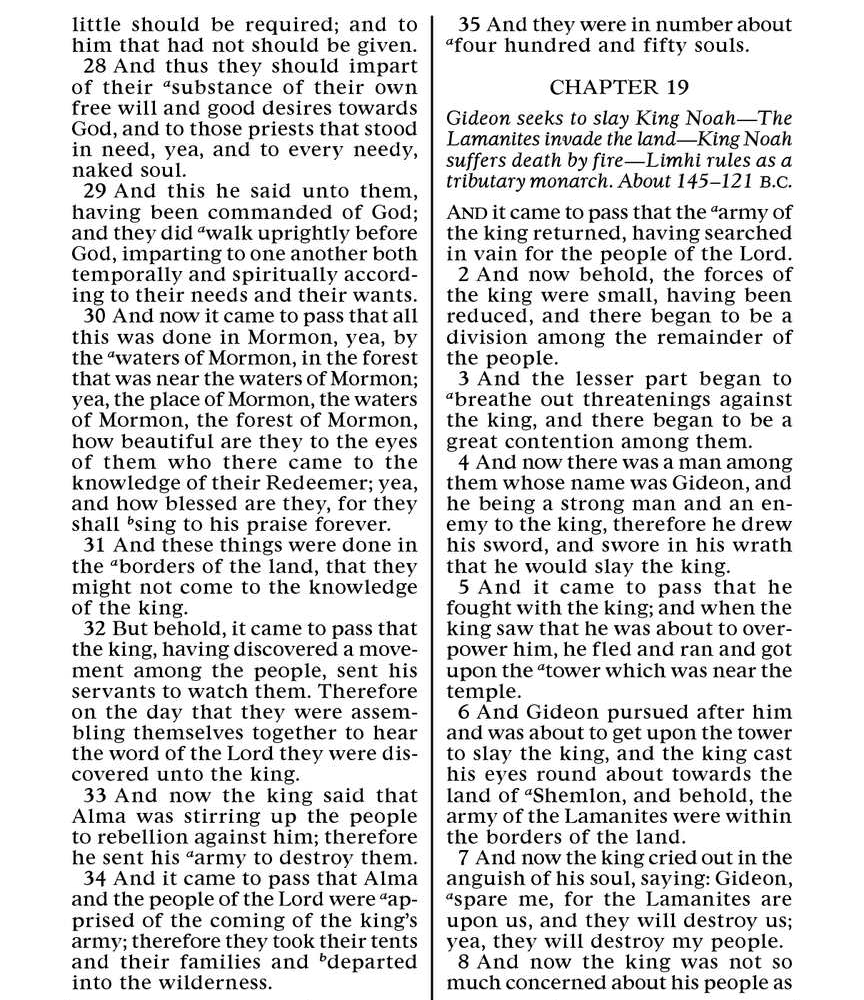 little should be required; and to
him that had not should be given.
28 And thus they should impart
of their ᵃsubstance of their own
free will and good desires towards
God, and to those priests that stood
in need, yea, and to every needy,
naked soul.
29 And this he said unto them,
having been commanded of God;
and they did ᵃwalk uprightly before
God, imparting to one another both
temporally and spiritually accord-
ing to their needs and their wants.
30 And now it came to pass that all
this was done in Mormon, yea, by
the ᵃwaters of Mormon, in the forest
that was near the waters of Mormon;
yea, the place of Mormon, the waters
of Mormon, the forest of Mormon,
how beautiful are they to the eyes
of them who there came to the
knowledge of their Redeemer; yea,
and how blessed are they, for they
shall ᵇsing to his praise forever.
31 And these things were done in
the ᵃborders of the land, that they
might not come to the knowledge
of the king.
32 But behold, it came to pass that
the king, having discovered a move-
ment among the people, sent his
servants to watch them. Therefore
on the day that they were assem-
bling themselves together to hear
the word of the Lord they were dis-
covered unto the king.
33 And now the king said that
Alma was stirring up the people
to rebellion against him; therefore
he sent his ᵃarmy to destroy them.
34 And it came to pass that Alma
and the people of the Lord were ᵃap-
prised of the coming of the king’s
army; therefore they took their tents
and their families and ᵇdeparted
into the wilderness.
35 And they were in number about
ᵃfour hundred and fifty souls.
CHAPTER 19
Gideon seeks to slay King Noah—The
Lamanites invade the land—King Noah
suffers death by fire—Limhi rules as a
tributary monarch. About 145–121 B.C.
AND it came to pass that the ᵃarmy of
the king returned, having searched
in vain for the people of the Lord.
2 And now behold, the forces of
the king were small, having been
reduced, and there began to be a
division among the remainder of
the people.
3 And the lesser part began to
ᵃbreathe out threatenings against
the king, and there began to be a
great contention among them.
4 And now there was a man among
them whose name was Gideon, and
he being a strong man and an en-
emy to the king, therefore he drew
his sword, and swore in his wrath
that he would slay the king.
5 And it came to pass that he
fought with the king; and when the
king saw that he was about to over-
power him, he fled and ran and got
upon the ᵃtower which was near the
temple.
6 And Gideon pursued after him
and was about to get upon the tower
to slay the king, and the king cast
his eyes round about towards the
land of ᵃShemlon, and behold, the
army of the Lamanites were within
the borders of the land.
7 And now the king cried out in the
anguish of his soul, saying: Gideon,
ᵃspare me, for the Lamanites are
upon us, and they will destroy us;
yea, they will destroy my people.
8 And now the king was not so
much concerned about his people as